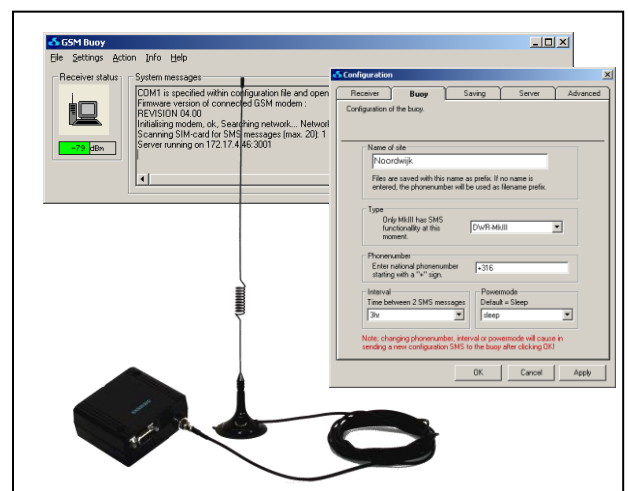 GSM Buoy
File Settings Action Info Help
Receiver status
-79 dBm
System messages
COM1 is specified within configuration file and open
Firmware version of connected GSM modem :
REVISION 04.00
Initialising modem, ok, Searching network... Network
Scanning SIM-card for SMS messages (max. 20): 1
Server running on 172.17.4.46:3001
Configuration
Receiver Buoy Saving Server Advanced
Configuration of the buoy.
Name of site
Noordwijk
Files are saved with this name as prefix. If no name is
entered, the phonenumber will be used as filename prefix.
Type
Only MkIII has SMS
functionality at this
moment.
DWR-MkIII
Phonenumber
Enter national phonenumber
starting with a "+" sign.
+316
Interval
Time between 2 SMS messages
3hr
Powermode
Default = Sleep
sleep
Note; changing phonenumber, interval or powermode will cause in
sending a new configuration SMS to the buoy after clicking OK!
OK Cancel Apply